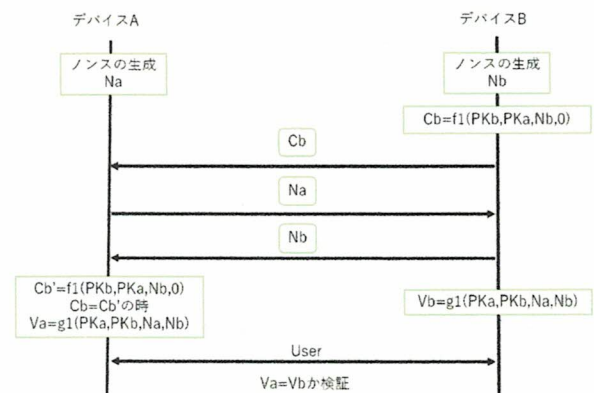 デバイスA
デバイスB
ノンスの生成
Na
ノンスの生成
Nb
Cb=f1(PKb,PKa,Nb,0)
Cb
Na
Nb
Cb'=f1(PKb,PKa,Nb,0)
Cb=Cb'の時
Va=g1(PKa,PKb,Na,Nb)
Vb=g1(PKa,PKb,Na,Nb)
User
Va=Vbか検証